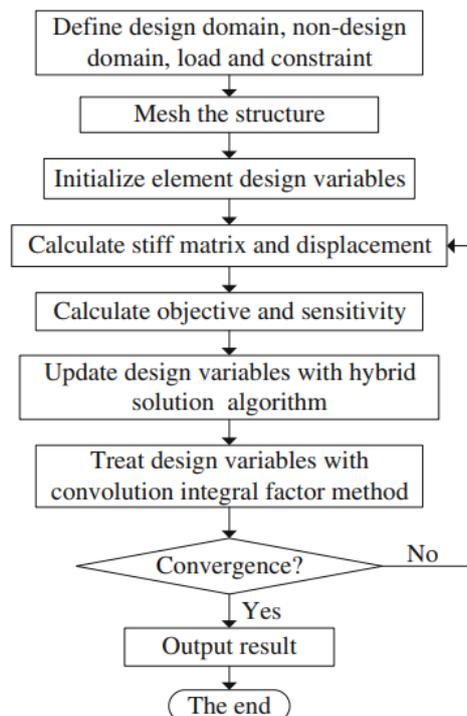 Define design domain, non-design
domain, load and constraint
Mesh the structure
Initialize element design variables
Calculate stiff matrix and displacement
Calculate objective and sensitivity
Update design variables with hybrid
solution algorithm
Treat design variables with
convolution integral factor method
Convergence?
No
Yes
Output result
The end